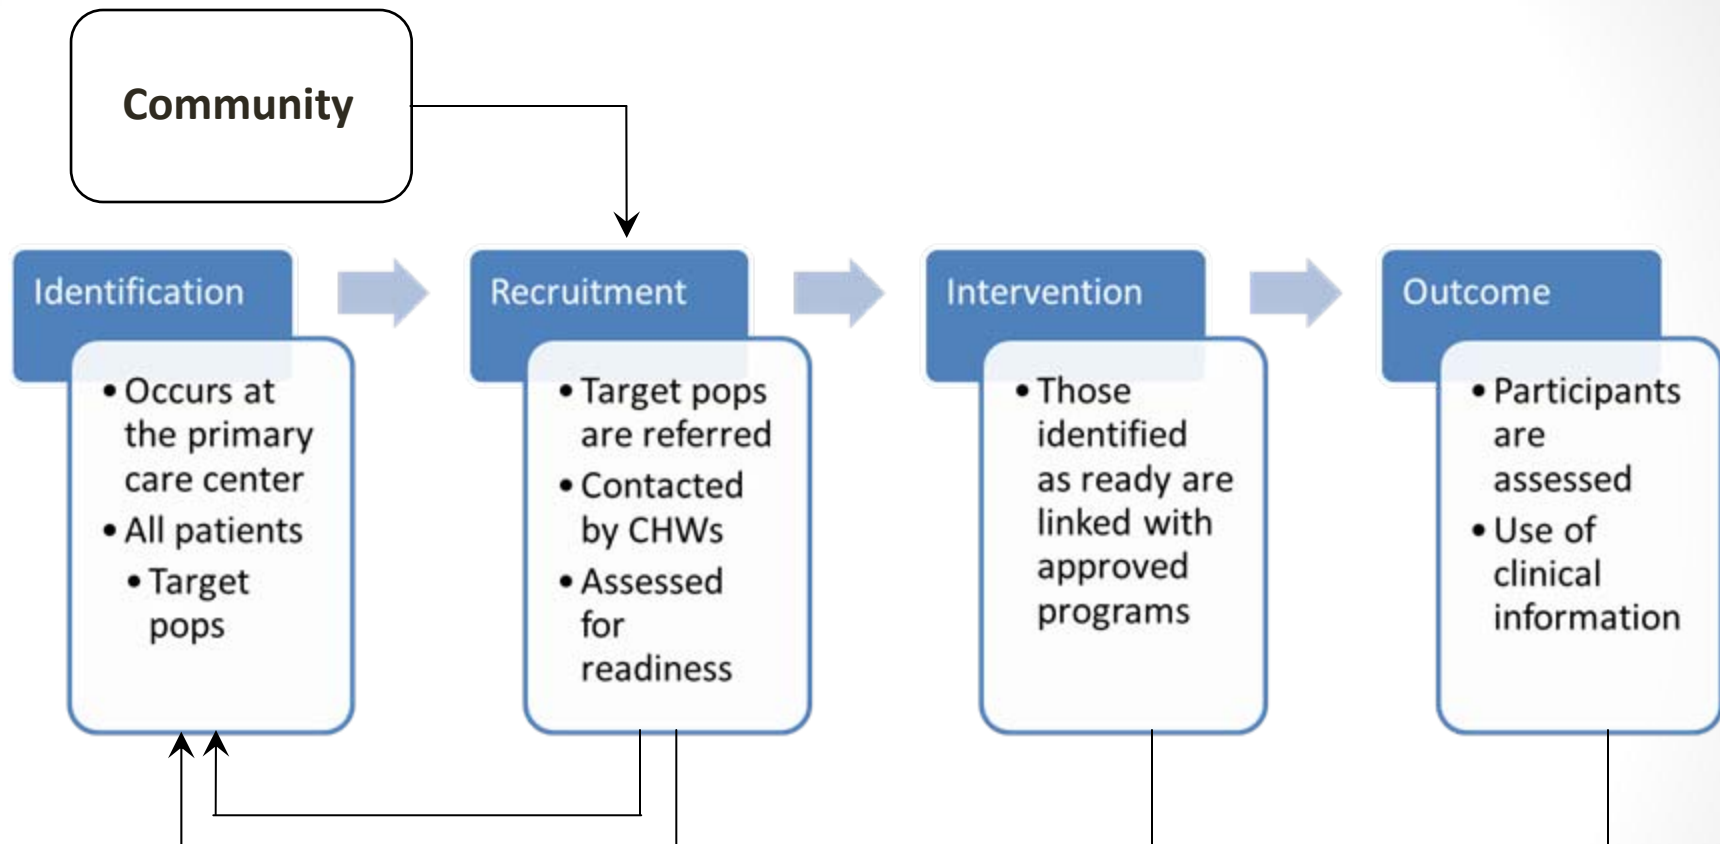 Community
Identification
• Occurs at
the primary
care center
• All patients
• Target
pops
Recruitment
• Target pops
are referred
• Contacted
by CHWs
• Assessed
for
readiness
Intervention
• Those
identified
as ready are
linked with
approved
programs
Outcome
• Participants
are
assessed
• Use of
clinical
information